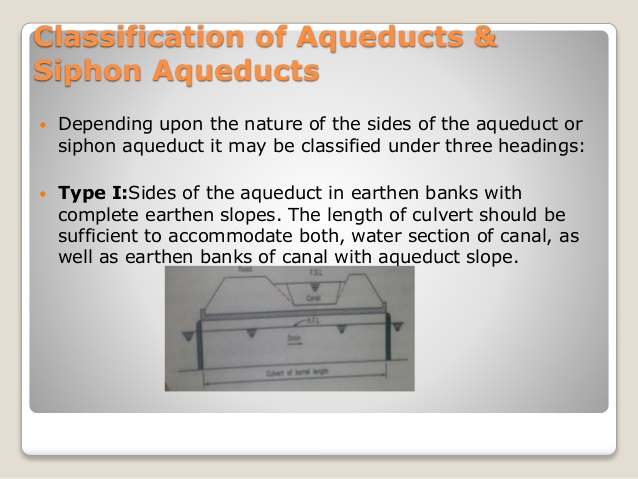 Classification of Aqueducts &
Siphon Aqueducts
Depending upon the nature of the sides of the aqueduct or
siphon aqueduct it may be classified under three headings:
Type I:Sides of the aqueduct in earthen banks with
complete earthen slopes. The length of culvert should be
sufficient to accommodate both, water section of canal, as
well as earthen banks of canal with aqueduct slope.
Road
F.S.L
Canal
H.F.L
Drain
Culvert of barrel length